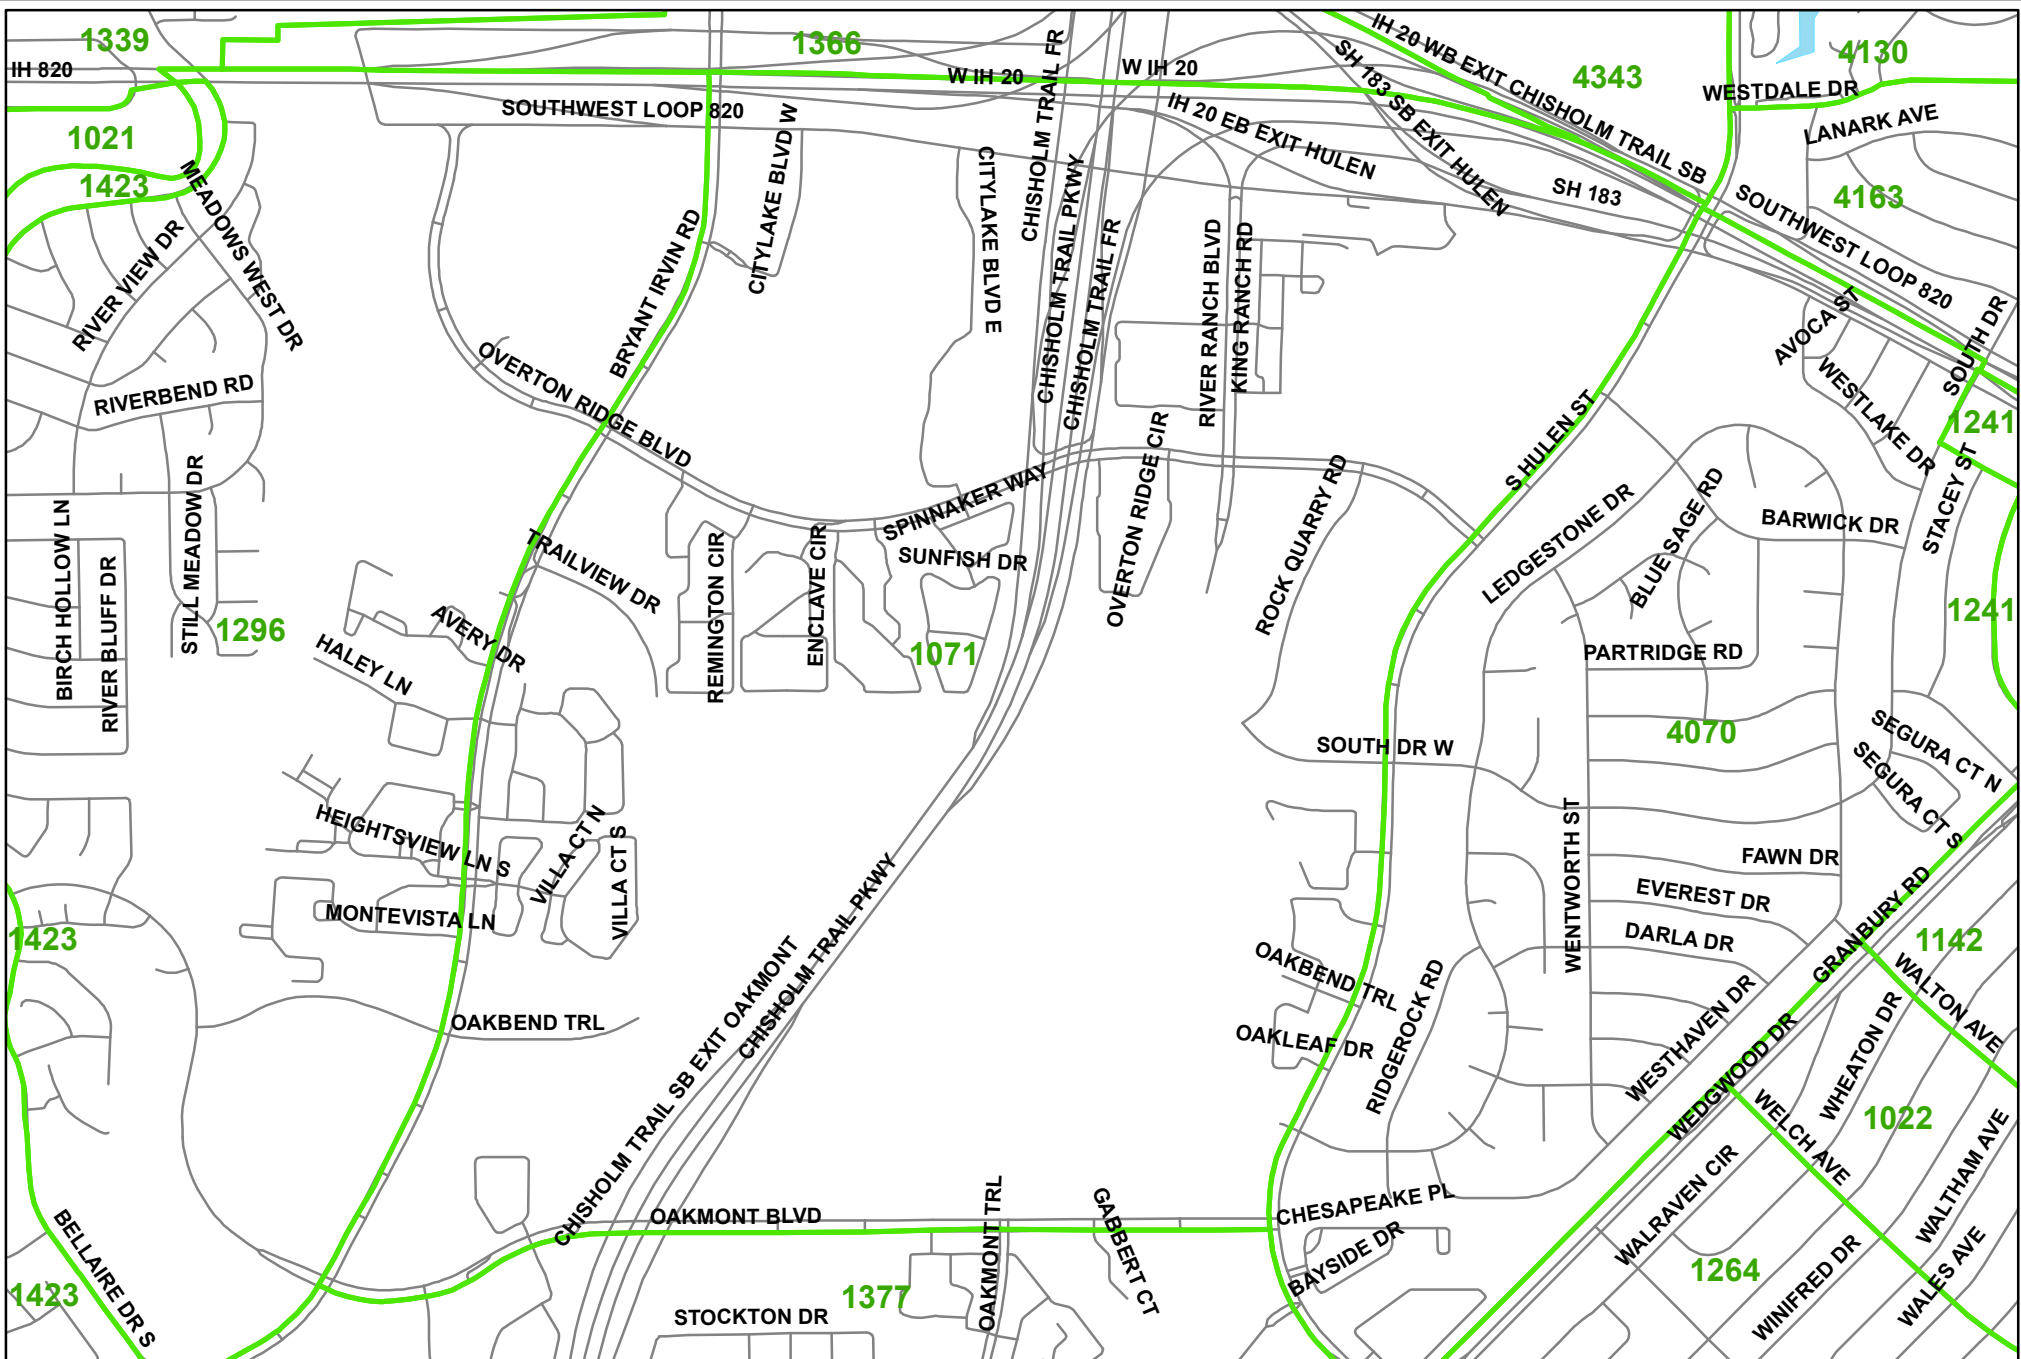 1339
1366
IH 820
W IH 20
W IH 20
IH 20 WB EXIT CHISHOLM TRAIL SB
4343
4130
WESTDALE DR
SOUTHWEST LOOP 820
CITYLAKE BLVD W
CHISHOLM TRAIL FR
IH 20 EB EXIT HULEN
SH 183 SB EXIT HULEN
SH 183
LANARK AVE
1021
1423
MEADOWS WEST DR
4163
SOUTHWEST LOOP 820
RIVER VIEW DR
BRYANT IRVIN RD
CITYLAKE BLVD E
CHISHOLM TRAIL PKWY
CHISHOLM TRAIL FR
RIVER RANCH BLVD
KING RANCH RD
AVOCA ST
SOUTH DR
WESTLAKE DR
1241
RIVERBEND RD
OVERTON RIDGE BLVD
S HULEN ST
STACEY ST
STILL MEADOW DR
SPINNAKER WAY
OVERTON RIDGE CIR
ROCK QUARRY RD
LEDGESTONE DR
BLUE SAGE RD
BARWICK DR
BIRCH HOLLOW LN
RIVER BLUFF DR
TRAILVIEW DR
REMINGTON CIR
ENCLAVE CIR
SUNFISH DR
1241
1296
AVERY DR
HALEY LN
1071
PARTRIDGE RD
4070
SOUTH DR W
SEGURA CT N
SEGURA CT S
HEIGHTSVIEW LN S
VILLA CT N
VILLA CT S
WENTWORTH ST
FAWN DR
EVEREST DR
DARLA DR
GRANBURY RD
1423
MONTEVISTA LN
1142
WALTON AVE
CHISHOLM TRAIL PKWY
CHISHOLM TRAIL SB EXIT OAKMONT
OAKBEND TRL
OAKBEND TRL
OAKLEAF DR
RIDGEROCK RD
WESTHAVEN DR
WEDGWOOD DR
WHEATON DR
1022
WELCH AVE
WALTHAM AVE
WALRAVEN CIR
OAKMONT BLVD
OAKMONT TRL
GABBERT CT
CHESAPEAKE PL
BAYSIDE DR
1264
WINIFRED DR
WALES AVE
BELLAIRE DR S
1423
1377
STOCKTON DR